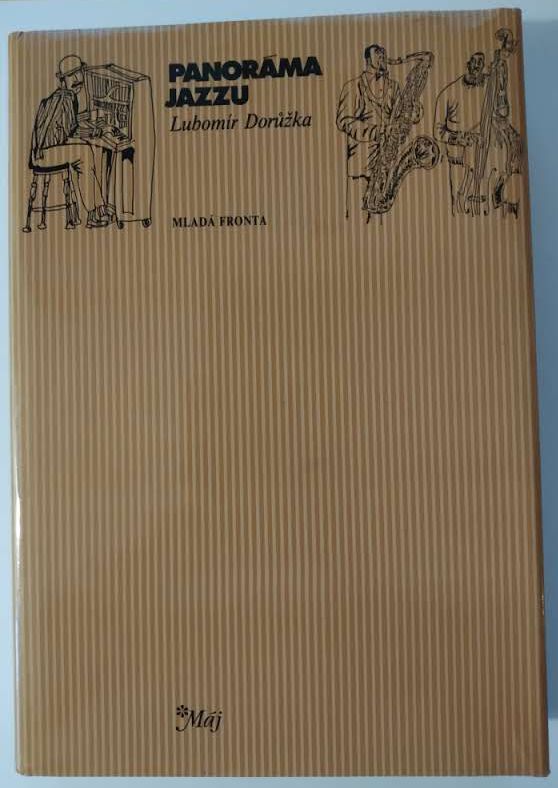 PANORÁMA
JAZZU
Lubomír Dorůžka
MLADÁ FRONTA
*Máj